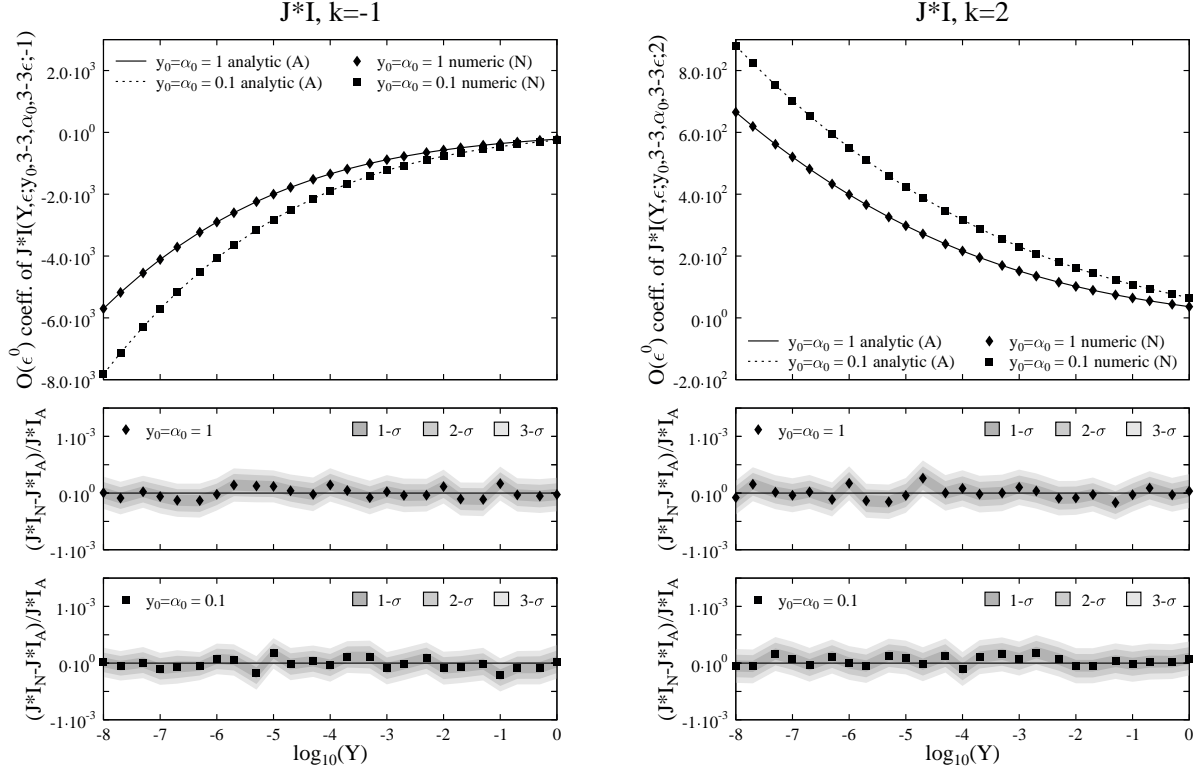 J*I, k=-1
O(ϵ⁰) coeff. of J*I(Y,ϵ;y₀,3-3,α₀,3-3ϵ;-1)
2.0·10³
0·10⁰
-2.0·10³
-4.0·10³
-6.0·10³
-8.0·10³
y₀=α₀ = 1 analytic (A)
y₀=α₀ = 0.1 analytic (A)
y₀=α₀ = 1 numeric (N)
y₀=α₀ = 0.1 numeric (N)
(J*I_N-J*I_A)/J*I_A
1·10⁻³
0·10⁰
-1·10⁻³
y₀=α₀ = 1
1-σ
2-σ
3-σ
(J*I_N-J*I_A)/J*I_A
1·10⁻³
0·10⁰
-1·10⁻³
y₀=α₀ = 0.1
1-σ
2-σ
3-σ
-8 -7 -6 -5 -4 -3 -2 -1 0
log₁₀(Y)
J*I, k=2
O(ϵ⁰) coeff. of J*I(Y,ϵ;y₀,3-3,α₀,3-3ϵ;2)
8.0·10²
6.0·10²
4.0·10²
2.0·10²
0·10⁰
-2.0·10²
y₀=α₀ = 1 analytic (A)
y₀=α₀ = 0.1 analytic (A)
y₀=α₀ = 1 numeric (N)
y₀=α₀ = 0.1 numeric (N)
(J*I_N-J*I_A)/J*I_A
1·10⁻³
0·10⁰
-1·10⁻³
y₀=α₀ = 1
1-σ
2-σ
3-σ
(J*I_N-J*I_A)/J*I_A
1·10⁻³
0·10⁰
-1·10⁻³
y₀=α₀ = 0.1
1-σ
2-σ
3-σ
-8 -7 -6 -5 -4 -3 -2 -1 0
log₁₀(Y)